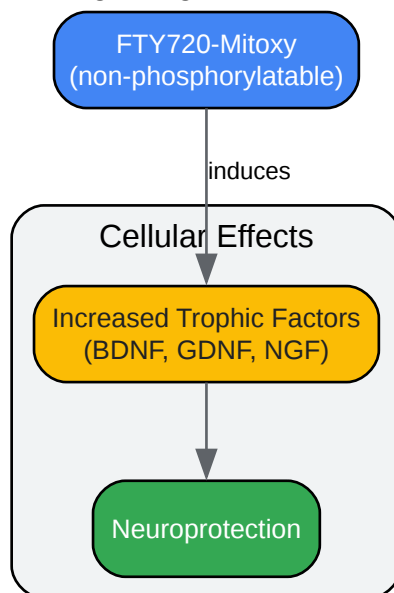 FTY720-Mitoxy
(non-phosphorylatable)
induces
Cellular Effects
Increased Trophic Factors
(BDNF, GDNF, NGF)
Neuroprotection